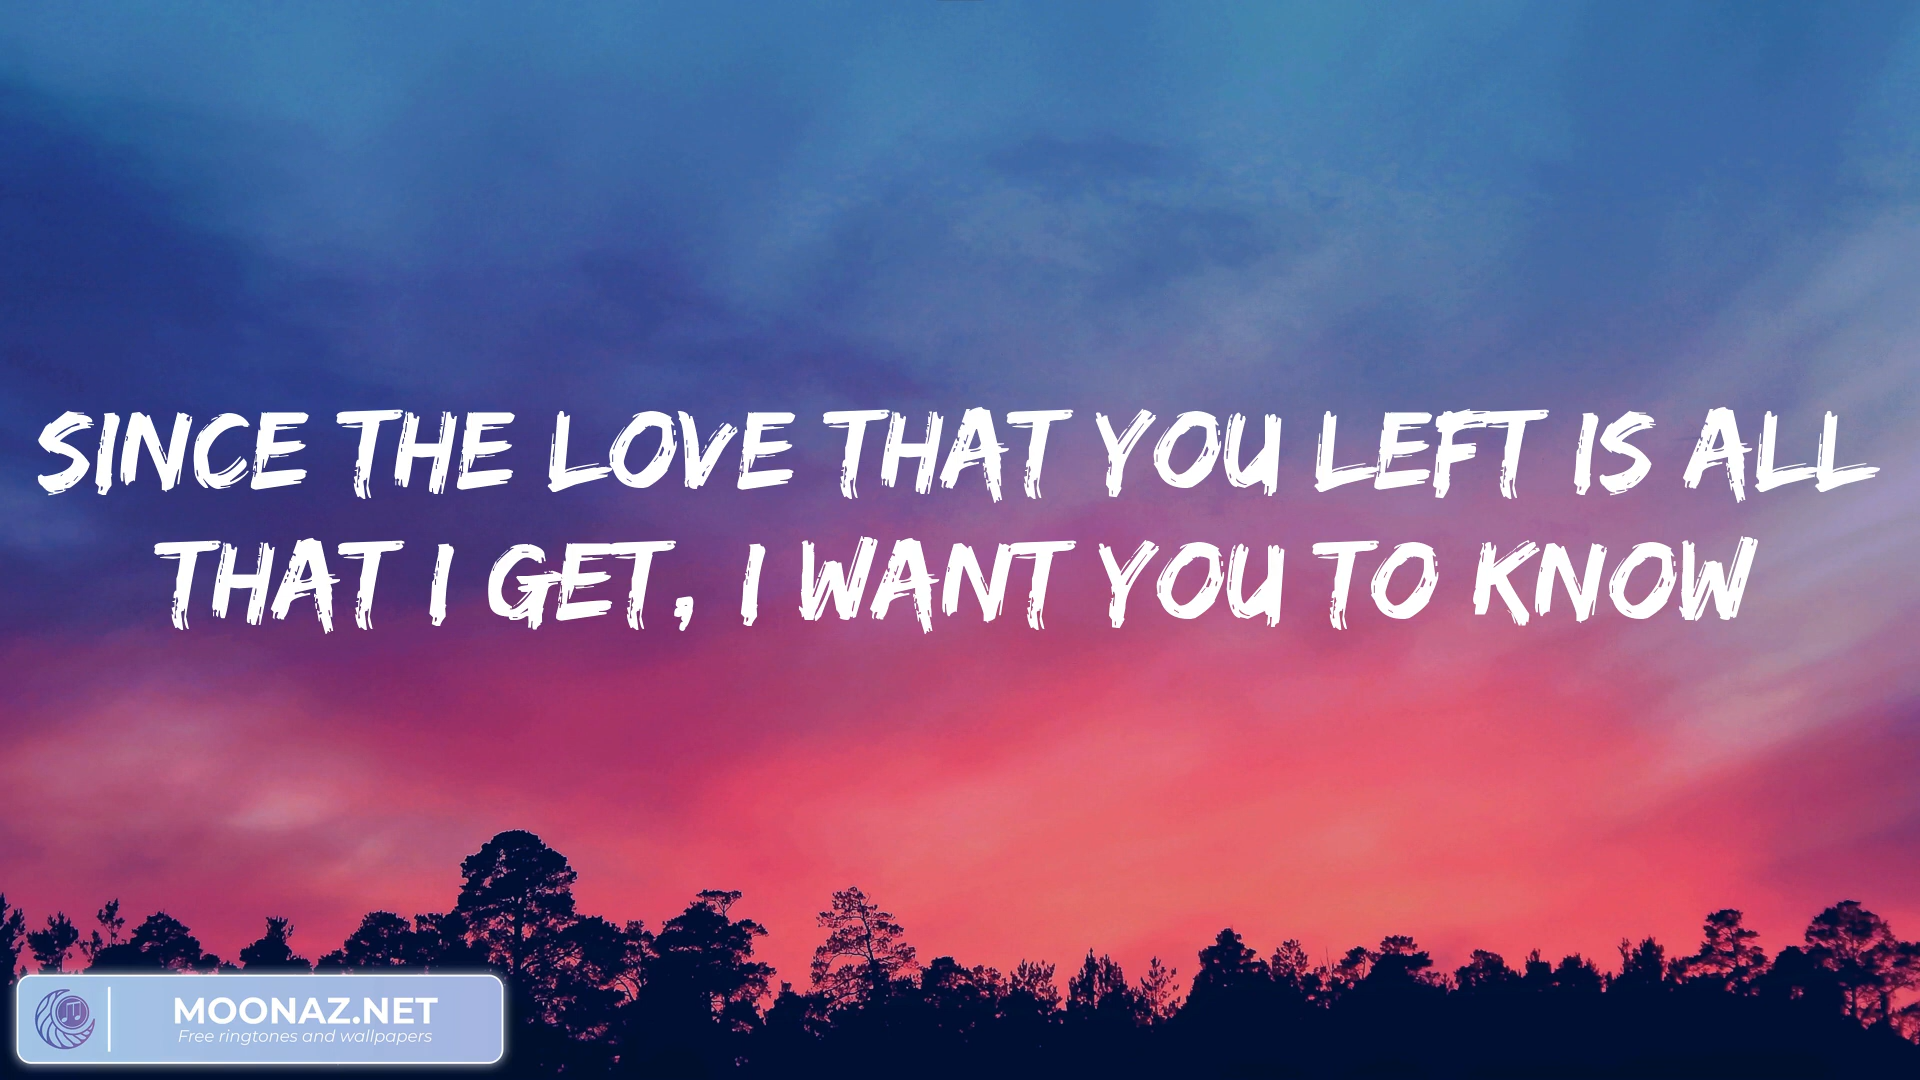 SINCE THE LOVE THAT YOU LEFT IS ALL
THAT I GET, I WANT YOU TO KNOW
MOONAZ.NET
Free ringtones and wallpapers